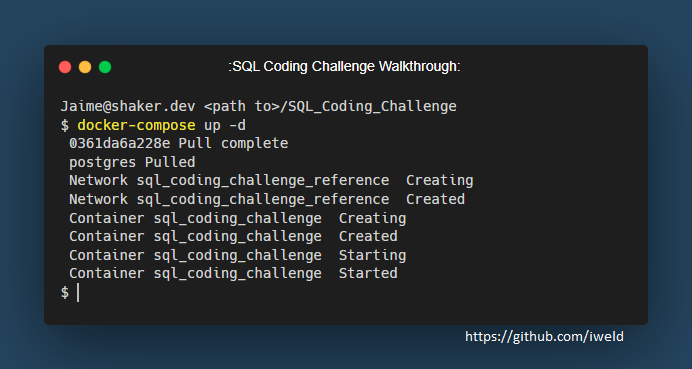 :SQL Coding Challenge Walkthrough:
Jaime@shaker.dev <path to>/SQL_Coding_Challenge
$ docker-compose up -d
0361da6a228e Pull complete
postgres Pulled
Network sql_coding_challenge_reference  Creating
Network sql_coding_challenge_reference  Created
Container sql_coding_challenge  Creating
Container sql_coding_challenge  Created
Container sql_coding_challenge  Starting
Container sql_coding_challenge  Started
$
https://github.com/iweld